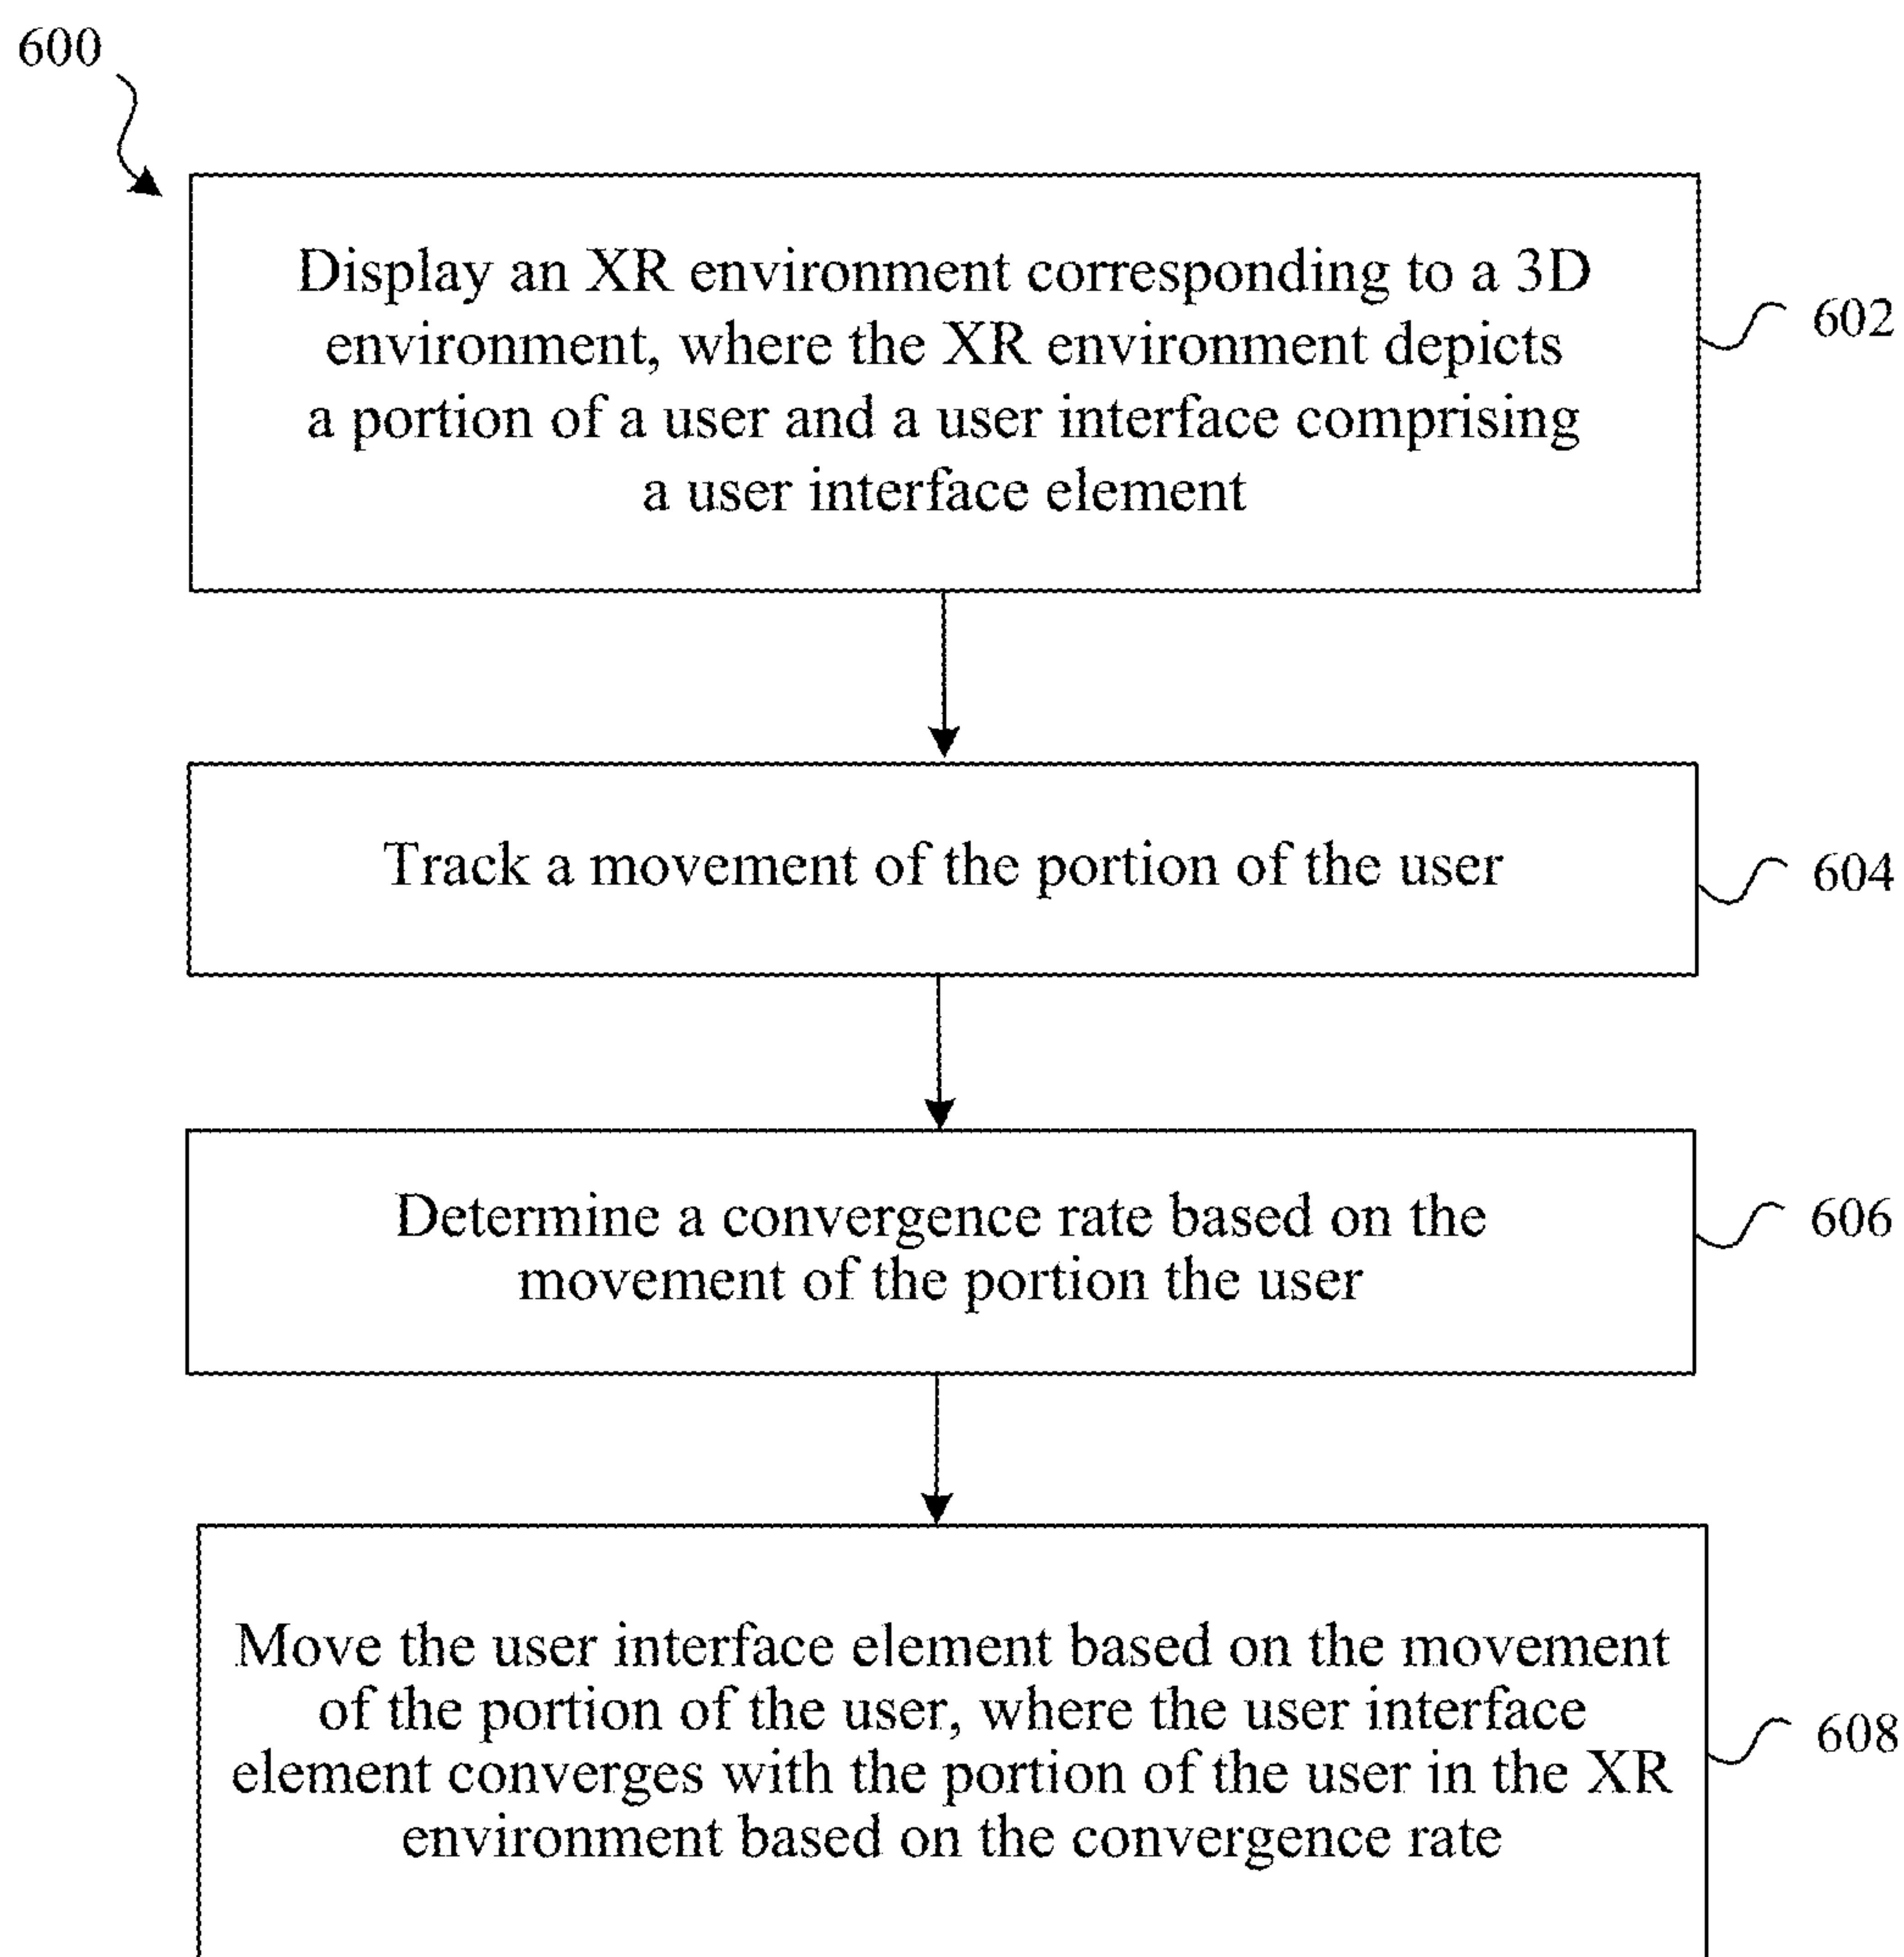 600
Display an XR environment corresponding to a 3D
environment, where the XR environment depicts
a portion of a user and a user interface comprising
a user interface element
602
Track a movement of the portion of the user
604
Determine a convergence rate based on the
movement of the portion the user
606
Move the user interface element based on the movement
of the portion of the user, where the user interface
element converges with the portion of the user in the XR
environment based on the convergence rate
608